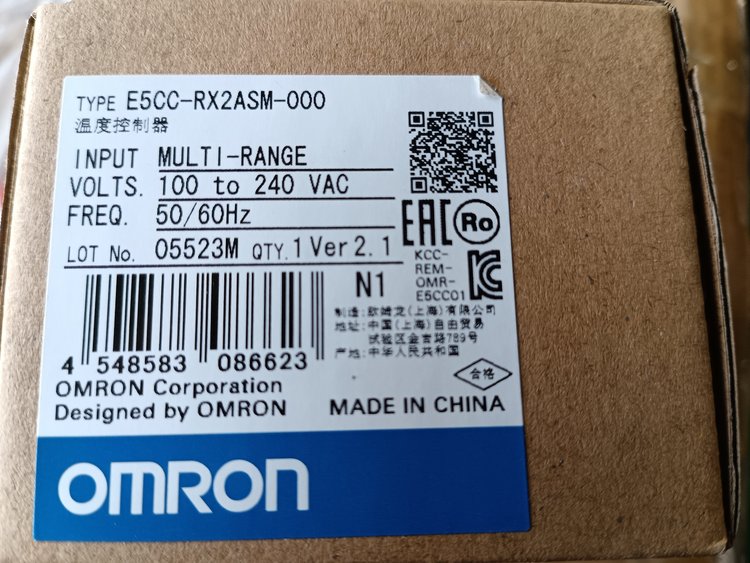 TYPE E5CC-RX2ASM-000
温度控制器
INPUT MULTI-RANGE
VOLTS. 100 to 240 VAC
FREQ. 50/60Hz
LOT No. 05523M QTY. 1 Ver 2.1
EAC Ro
KCC-
REM-
OMR-
E5CC01
N1
制造：欧姆龙(上海)有限公司
地址：中国(上海)自由贸易
试验区金吉路789号
产地：中华人民共和国
合格
4 548583 086623
OMRON Corporation
Designed by OMRON
MADE IN CHINA
OMRON